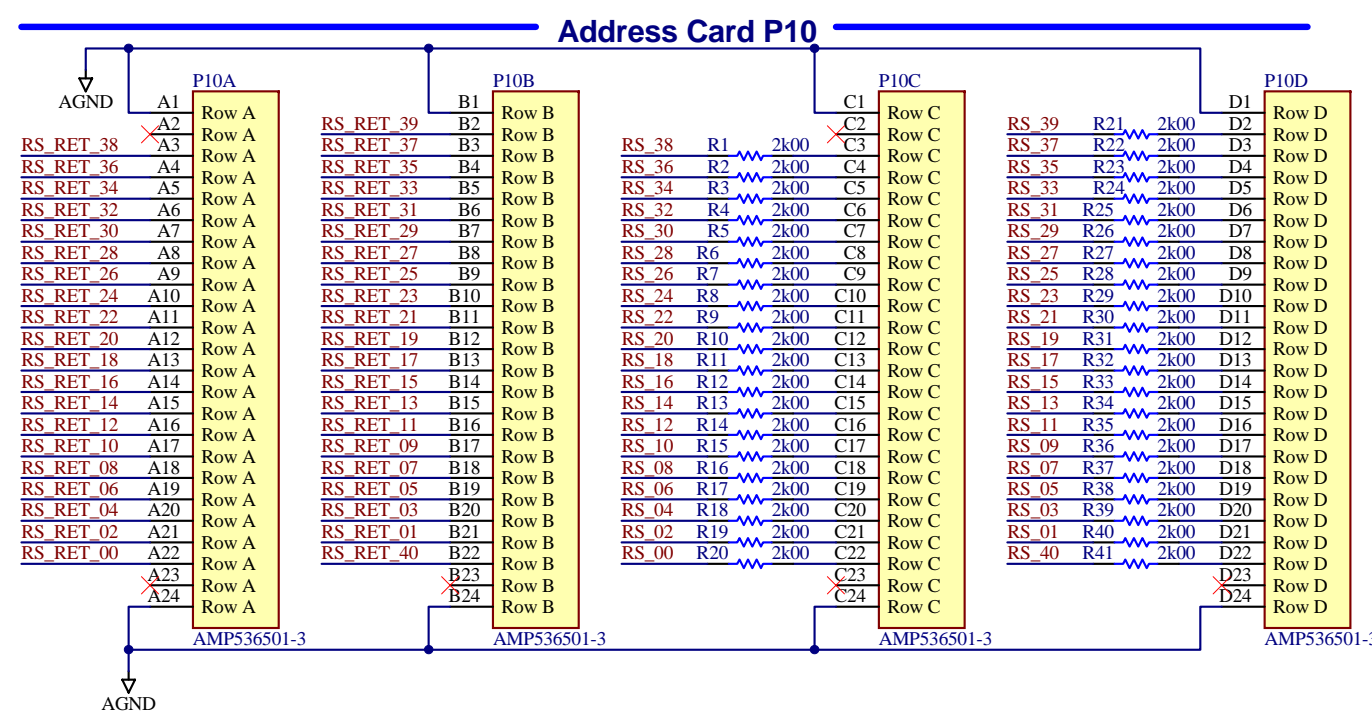 Address Card P10
AGND
P10A P10B P10C P10D
A1 Row A B1 Row B C1 Row C D1 Row D
A2 Row A RS_RET_39 B2 Row B C2 Row C RS_39 R21 2k00 D2 Row D
RS_RET_38 A3 Row A RS_RET_37 B3 Row B RS_38 R1 2k00 C3 Row C RS_37 R22 2k00 D3 Row D
RS_RET_36 A4 Row A RS_RET_35 B4 Row B RS_36 R2 2k00 C4 Row C RS_35 R23 2k00 D4 Row D
RS_RET_34 A5 Row A RS_RET_33 B5 Row B RS_34 R3 2k00 C5 Row C RS_33 R24 2k00 D5 Row D
RS_RET_32 A6 Row A RS_RET_31 B6 Row B RS_32 R4 2k00 C6 Row C RS_31 R25 2k00 D6 Row D
RS_RET_30 A7 Row A RS_RET_29 B7 Row B RS_30 R5 2k00 C7 Row C RS_29 R26 2k00 D7 Row D
RS_RET_28 A8 Row A RS_RET_27 B8 Row B RS_28 R6 2k00 C8 Row C RS_27 R27 2k00 D8 Row D
RS_RET_26 A9 Row A RS_RET_25 B9 Row B RS_26 R7 2k00 C9 Row C RS_25 R28 2k00 D9 Row D
RS_RET_24 A10 Row A RS_RET_23 B10 Row B RS_24 R8 2k00 C10 Row C RS_23 R29 2k00 D10 Row D
RS_RET_22 A11 Row A RS_RET_21 B11 Row B RS_22 R9 2k00 C11 Row C RS_21 R30 2k00 D11 Row D
RS_RET_20 A12 Row A RS_RET_19 B12 Row B RS_20 R10 2k00 C12 Row C RS_19 R31 2k00 D12 Row D
RS_RET_18 A13 Row A RS_RET_17 B13 Row B RS_18 R11 2k00 C13 Row C RS_17 R32 2k00 D13 Row D
RS_RET_16 A14 Row A RS_RET_15 B14 Row B RS_16 R12 2k00 C14 Row C RS_15 R33 2k00 D14 Row D
RS_RET_14 A15 Row A RS_RET_13 B15 Row B RS_14 R13 2k00 C15 Row C RS_13 R34 2k00 D15 Row D
RS_RET_12 A16 Row A RS_RET_11 B16 Row B RS_12 R14 2k00 C16 Row C RS_11 R35 2k00 D16 Row D
RS_RET_10 A17 Row A RS_RET_09 B17 Row B RS_10 R15 2k00 C17 Row C RS_09 R36 2k00 D17 Row D
RS_RET_08 A18 Row A RS_RET_07 B18 Row B RS_08 R16 2k00 C18 Row C RS_07 R37 2k00 D18 Row D
RS_RET_06 A19 Row A RS_RET_05 B19 Row B RS_06 R17 2k00 C19 Row C RS_05 R38 2k00 D19 Row D
RS_RET_04 A20 Row A RS_RET_03 B20 Row B RS_04 R18 2k00 C20 Row C RS_03 R39 2k00 D20 Row D
RS_RET_02 A21 Row A RS_RET_01 B21 Row B RS_02 R19 2k00 C21 Row C RS_01 R40 2k00 D21 Row D
RS_RET_00 A22 Row A RS_RET_40 B22 Row B RS_00 R20 2k00 C22 Row C RS_40 R41 2k00 D22 Row D
A23 Row A B23 Row B C23 Row C D23 Row D
A24 Row A B24 Row B C24 Row C D24 Row D
AMP536501-3 AMP536501-3 AMP536501-3 AMP536501-3
AGND